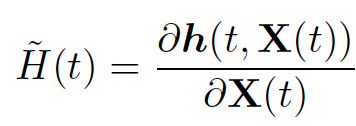 H̃(t) = ∂h(t, X(t)) / ∂X(t)